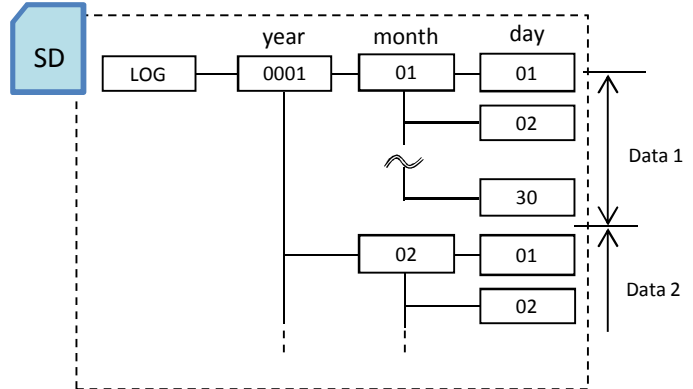 year month day
SD
LOG 0001 01 01
02
Data 1
30
02 01
Data 2
02